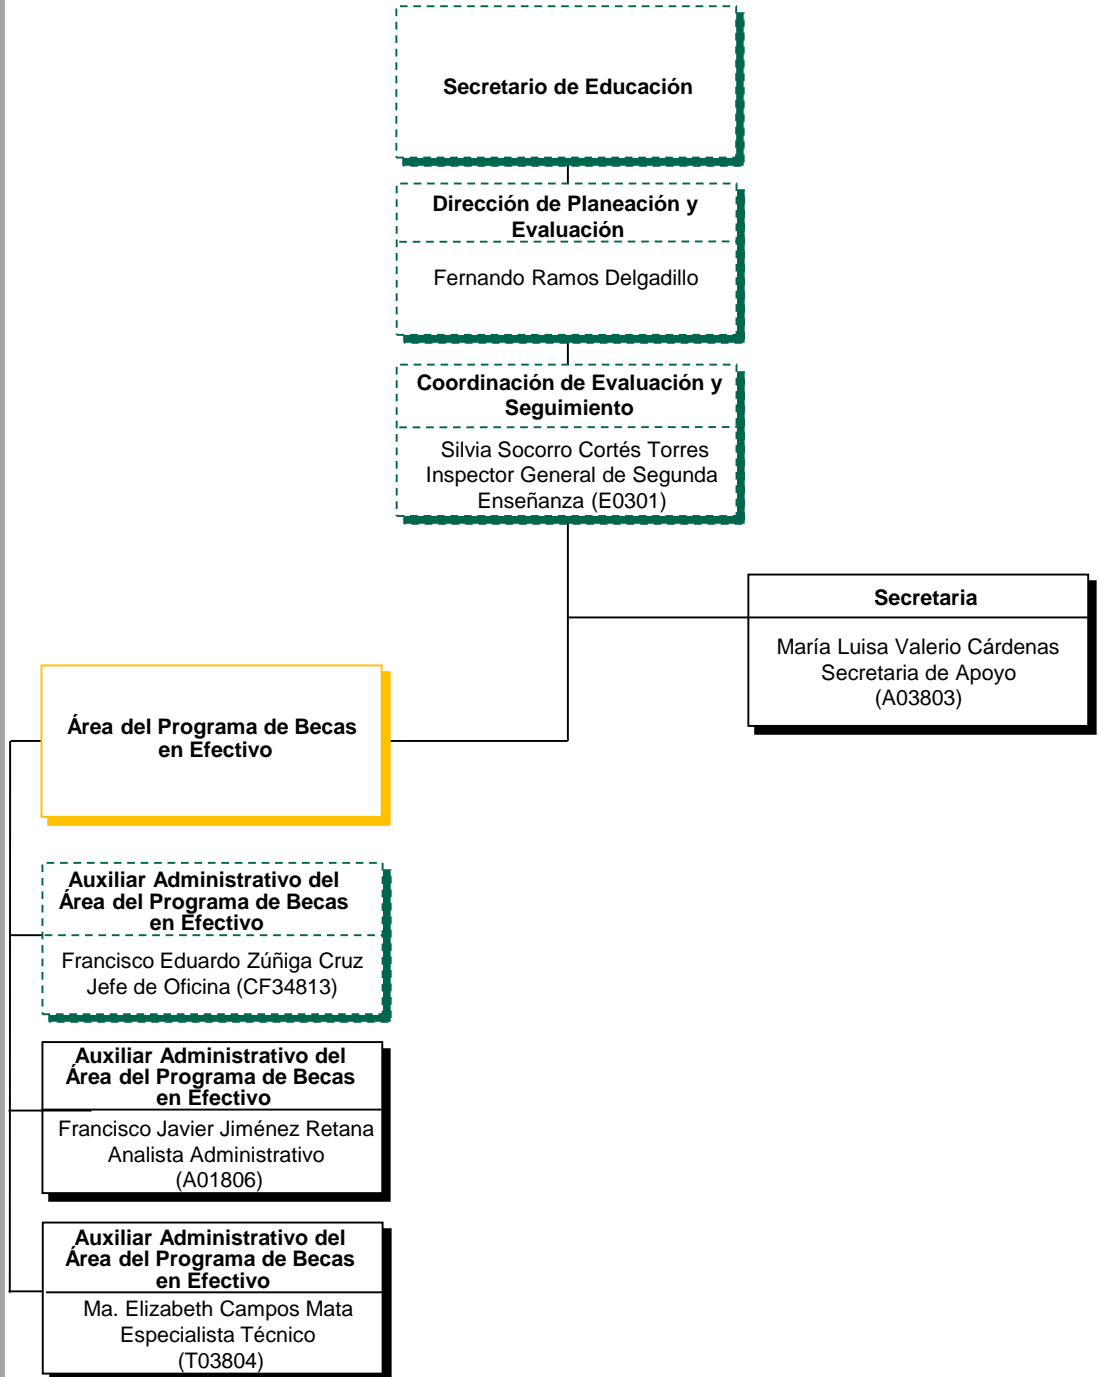 Secretario de Educación
Dirección de Planeación y
Evaluación
Fernando Ramos Delgadillo
Coordinación de Evaluación y
Seguimiento
Silvia Socorro Cortés Torres
Inspector General de Segunda
Enseñanza (E0301)
Secretaria
María Luisa Valerio Cárdenas
Secretaria de Apoyo
(A03803)
Área del Programa de Becas
en Efectivo
Auxiliar Administrativo del
Área del Programa de Becas
en Efectivo
Francisco Eduardo Zúñiga Cruz
Jefe de Oficina (CF34813)
Auxiliar Administrativo del
Área del Programa de Becas
en Efectivo
Francisco Javier Jiménez Retana
Analista Administrativo
(A01806)
Auxiliar Administrativo del
Área del Programa de Becas
en Efectivo
Ma. Elizabeth Campos Mata
Especialista Técnico
(T03804)